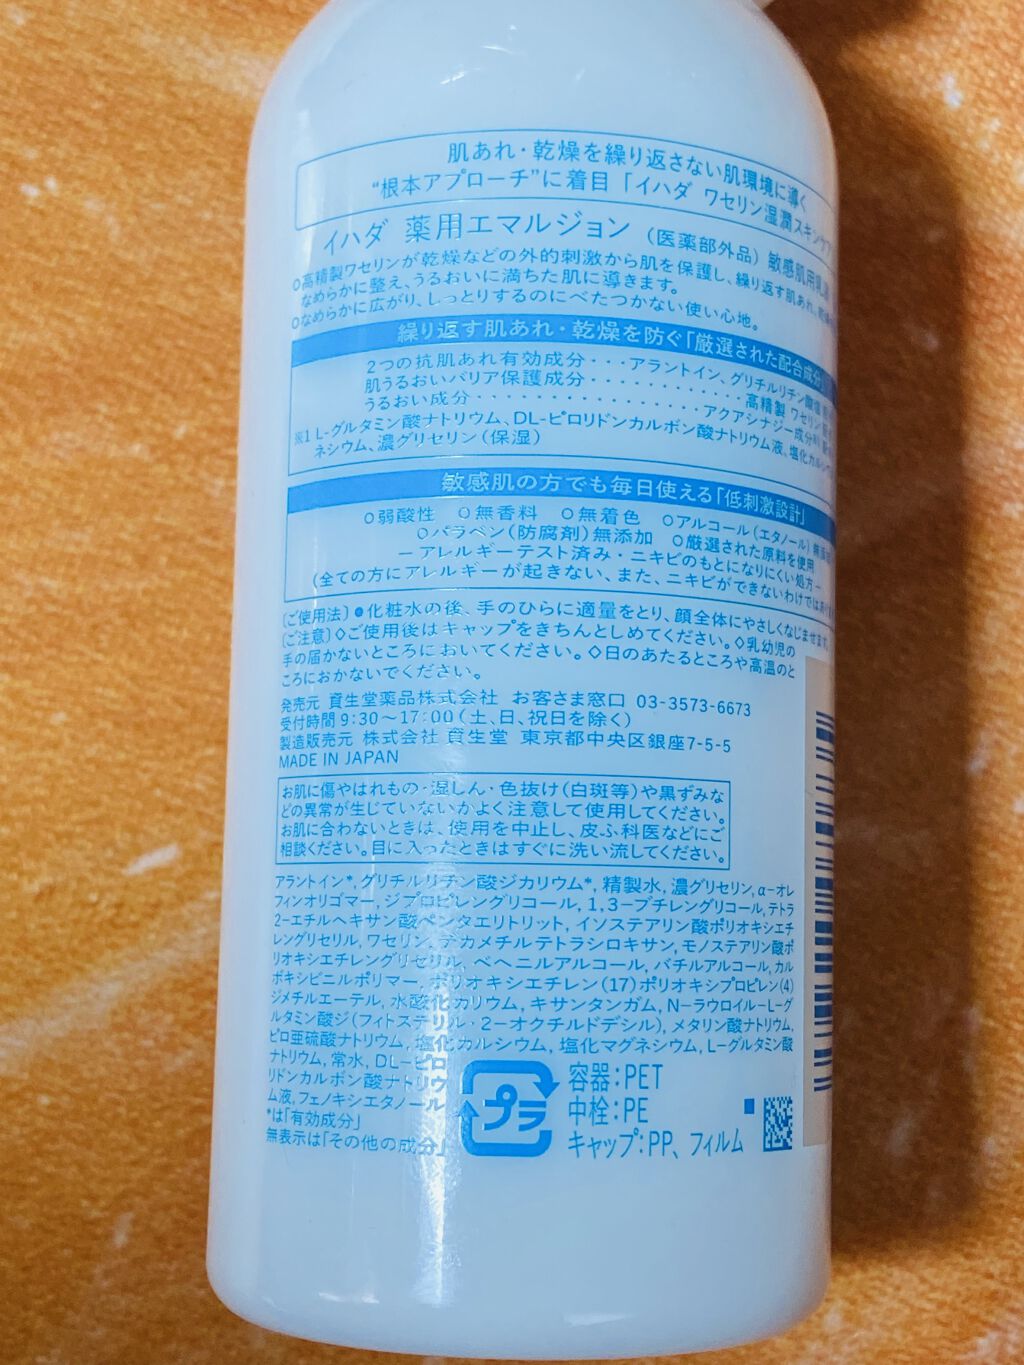 肌あれ・乾燥を繰り返さない肌環境に導く
“根本アプローチ”に着目「イハダ ワセリン湿潤スキンケア
イハダ 薬用エマルジョン (医薬部外品) 敏感肌用乳液
○高精製ワセリンが乾燥などの外的刺激から肌を保護し、繰り返す肌あれ、
なめらかに整え、うるおいに満ちた肌に導きます。
○なめらかに広がり、しっとりするのにべたつかない使い心地。
繰り返す肌あれ・乾燥を防ぐ「厳選された配合成分」
2つの抗肌あれ有効成分・・・アラントイン、グリチルリチン酸塩
肌うるおいバリア保護成分・・・・・・・・・・・・高精製 ワセリン
うるおい成分・・・・・・・・・・・・・・・・・アクアシナジー成分
※1 L-グルタミン酸ナトリウム、DL-ピロリドンカルボン酸ナトリウム液、塩化カルシウム
ネシウム、濃グリセリン(保湿)
敏感肌の方でも毎日使える「低刺激設計」
○弱酸性 ○無香料 ○無着色 ○アルコール(エタノール)
○パラベン(防腐剤)無添加 ○厳選された原料を使用
－アレルギーテスト済み・ニキビのもとになりにくい処方－
(全ての方にアレルギーが起きない、また、ニキビができないわけでは
〔ご使用法〕●化粧水の後、手のひらに適量をとり、顔全体にやさしくなじませます。
〔ご注意〕◇ご使用後はキャップをきちんとしめてください。◇乳幼児の
手の届かないところにおいてください。◇日のあたるところや高温のと
ころにおかないでください。
発売元 資生堂薬品株式会社 お客さま窓口 03-3573-6673
受付時間9:30～17:00(土、日、祝日を除く)
製造販売元 株式会社 資生堂 東京都中央区銀座7-5-5
MADE IN JAPAN
お肌に傷やはれもの・湿しん・色抜け(白斑等)や黒ずみな
どの異常が生じていないかよく注意して使用してください。
お肌に合わないときは、使用を中止し、皮ふ科医などにご
相談ください。目に入ったときはすぐに洗い流してください。
アラントイン*, グリチルリチン酸ジカリウム*, 精製水, 濃グリセリン, α-オレ
フィンオリゴマー, ジプロピレングリコール, 1,3-ブチレングリコール, テトラ
2-エチルヘキサン酸ペンタエリトリット, イソステアリン酸ポリオキシエチ
レングリセリル, ワセリン, デカメチルテトラシロキサン, モノステアリン酸ポ
リオキシエチレングリセリル, ベヘニルアルコール, バチルアルコール, カル
ボキシビニルポリマー, ポリオキシエチレン(17)ポリオキシプロピレン(4)
ジメチルエーテル, 水酸化カリウム, キサンタンガム, N-ラウロイル-L-グ
ルタミン酸ジ(フィトステリル・2-オクチルドデシル), メタリン酸ナトリウム,
ピロ亜硫酸ナトリウム, 塩化カルシウム, 塩化マグネシウム, L-グルタミン酸
ナトリウム, 常水, DL-ピロ
リドンカルボン酸ナトリウ
ム液, フェノキシエタノール
*は「有効成分」
無表示は「その他の成分」
プラ
容器:PET
中栓:PE
キャップ:PP、フィルム